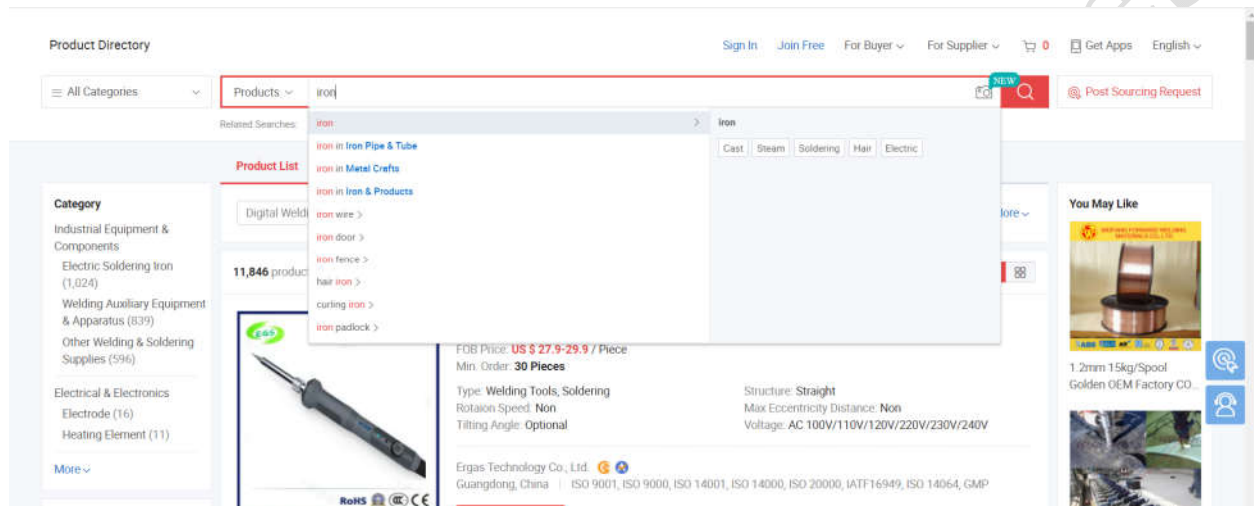 Product Directory
Sign In Join Free For Buyer For Supplier 0 Get Apps English
All Categories Products iron NEW Post Sourcing Request
Related Searches: iron
iron in Iron Pipe & Tube
iron in Metal Crafts
iron in Iron & Products
iron wire >
iron door >
iron fence >
hair iron >
curling iron >
iron padlock >
iron
Cast Steam Soldering Hair Electric
Product List
Digital Weldi
Category
Industrial Equipment &
Components
Electric Soldering Iron
(1,024)
Welding Auxiliary Equipment
& Apparatus (839)
Other Welding & Soldering
Supplies (596)
Electrical & Electronics
Electrode (16)
Heating Element (11)
More
11,846 produc
EGS
RoHS CCC CE
FOB Price: US $ 27.9-29.9 / Piece
Min. Order: 30 Pieces
Type: Welding Tools, Soldering
Rotaion Speed: Non
Tilting Angle: Optional
Structure: Straight
Max Eccentricity Distance: Non
Voltage: AC 100V/110V/120V/220V/230V/240V
Ergas Technology Co., Ltd.
Guangdong, China | ISO 9001, ISO 9000, ISO 14001, ISO 14000, ISO 20000, IATF16949, ISO 14064, GMP
You May Like
1.2mm 15kg/Spool
Golden OEM Factory CO...